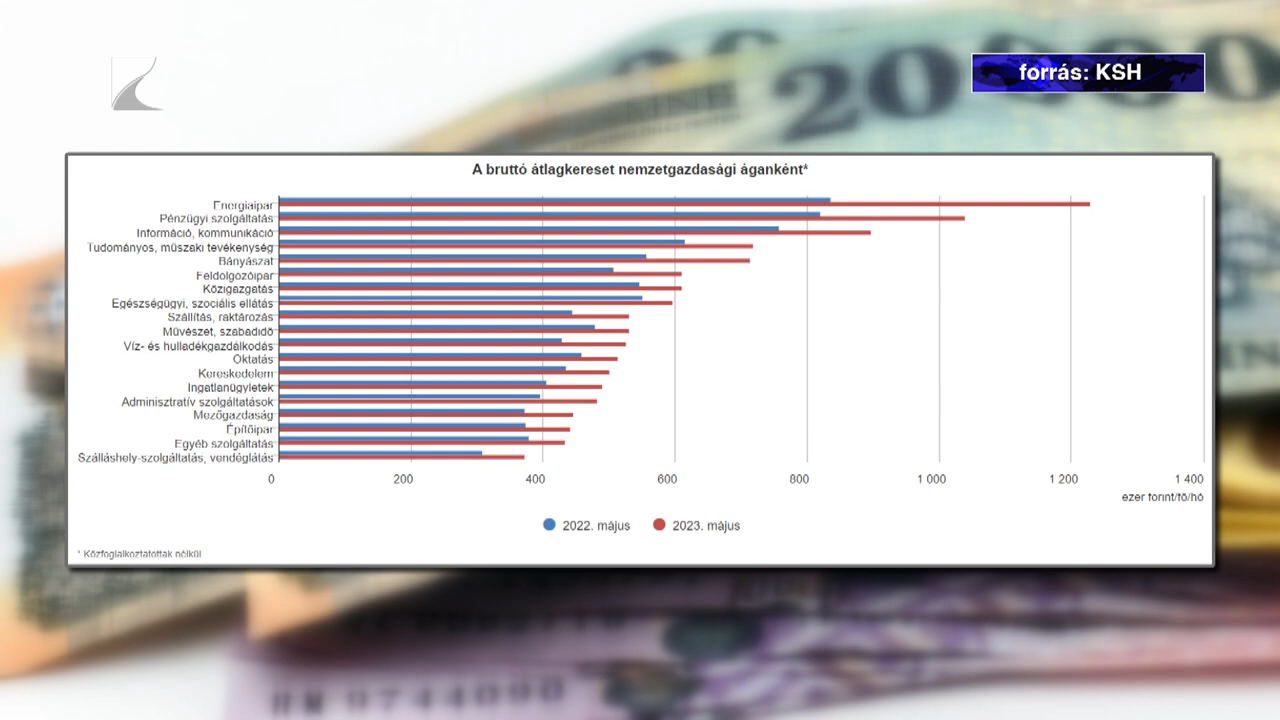 forrás: KSH
A bruttó átlagkereset nemzetgazdasági áganként*
Energiaipar
Pénzügyi szolgáltatás
Információ, kommunikáció
Tudományos, műszaki tevékenység
Bányászat
Feldolgozóipar
Közigazgatás
Egészségügyi, szociális ellátás
Szállítás, raktározás
Művészet, szabadidő
Víz- és hulladékgazdálkodás
Oktatás
Kereskedelem
Ingatlanügyletek
Adminisztratív szolgáltatások
Mezőgazdaság
Építőipar
Egyéb szolgáltatás
Szálláshely-szolgáltatás, vendéglátás
0 200 400 600 800 1 000 1 200 1 400
ezer forint/fő/hó
2022. május 2023. május
* Közfoglalkoztatottak nélkül